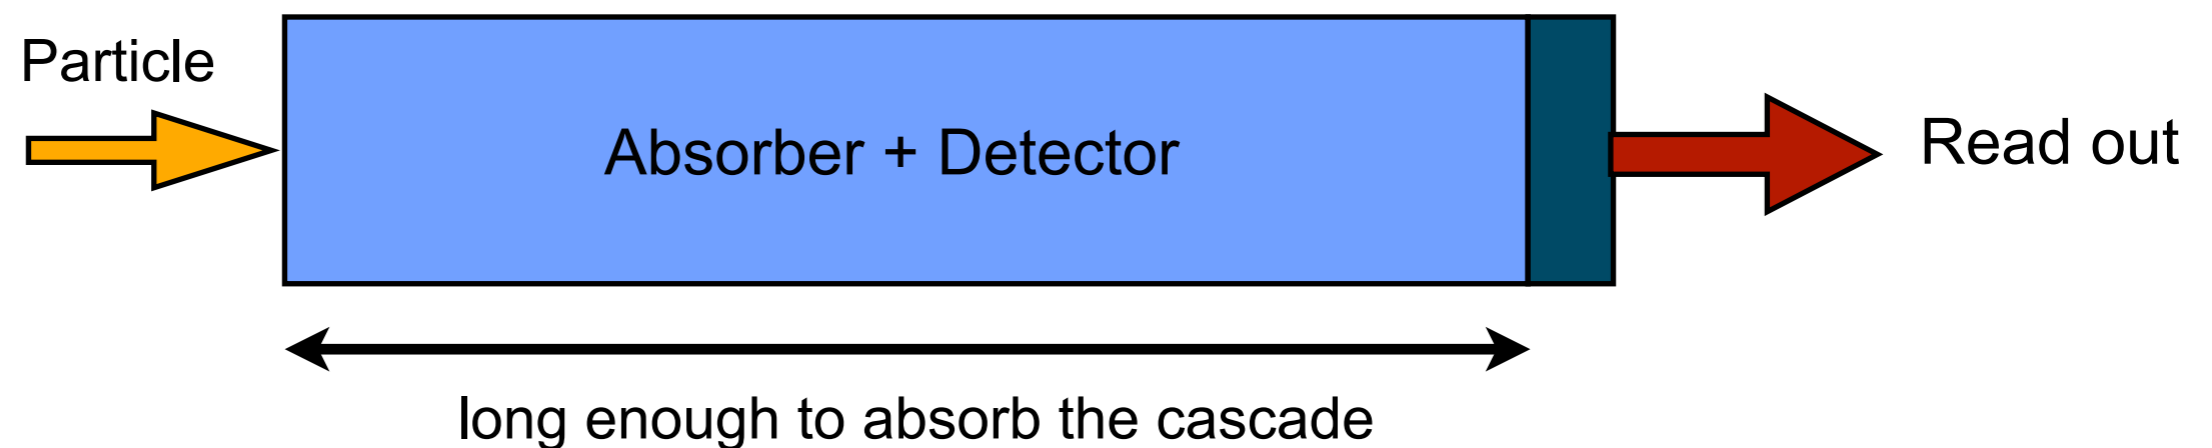 Particle
Absorber + Detector
Read out
long enough to absorb the cascade